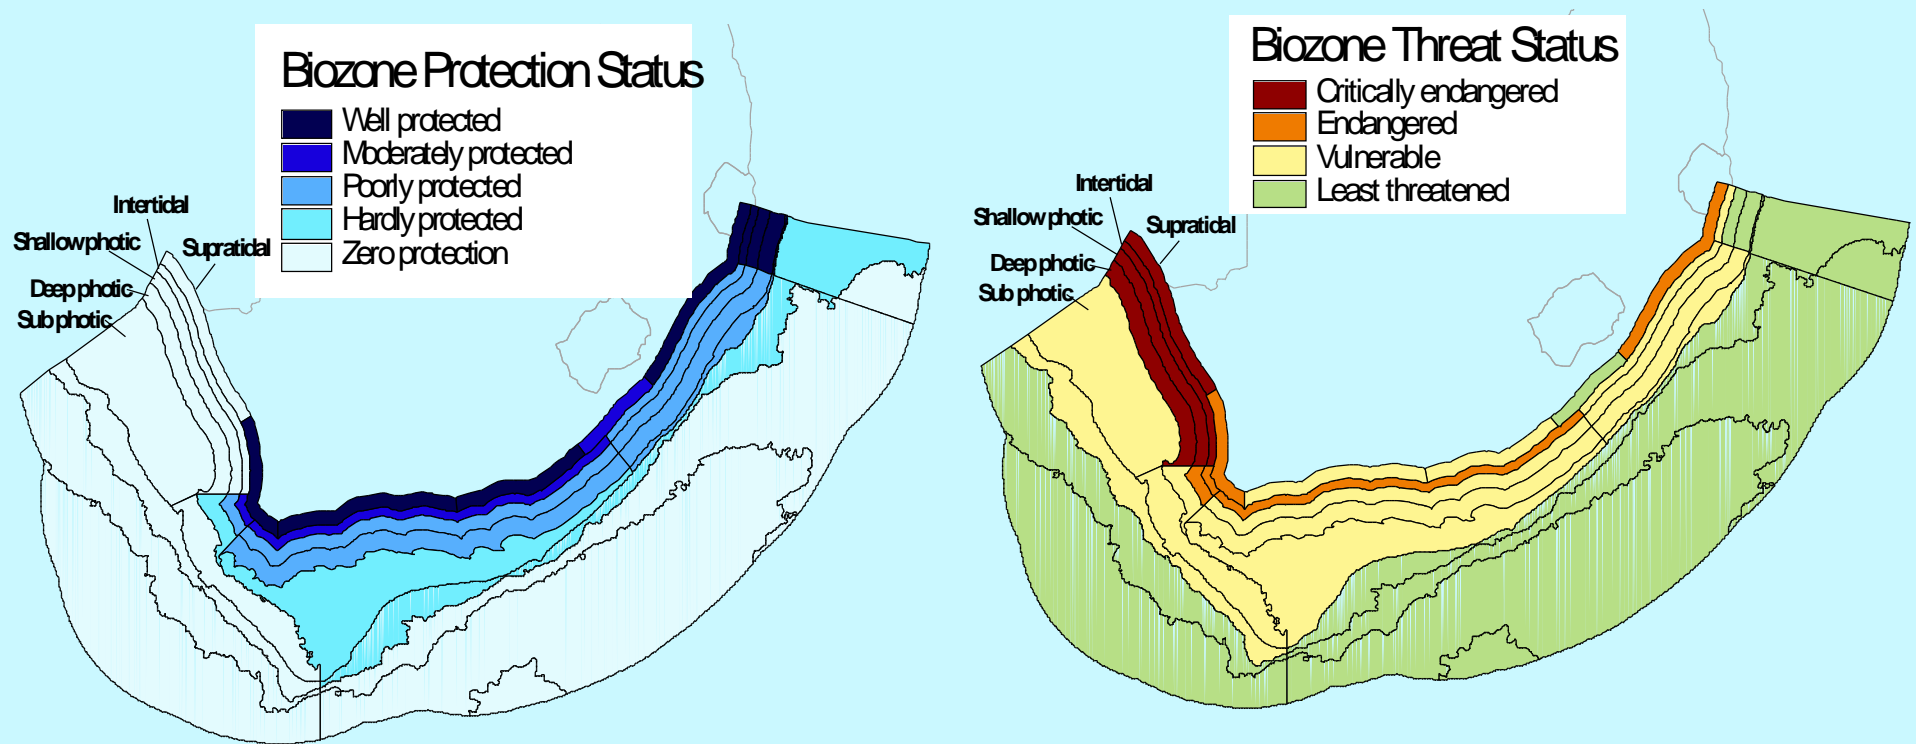 Biozone Protection Status
Well protected
Moderately protected
Poorly protected
Hardly protected
Zero protection
Intertidal
Shallow photic
Supratidal
Deep photic
Sub photic
Biozone Threat Status
Critically endangered
Endangered
Vulnerable
Least threatened
Intertidal
Shallow photic
Supratidal
Deep photic
Sub photic